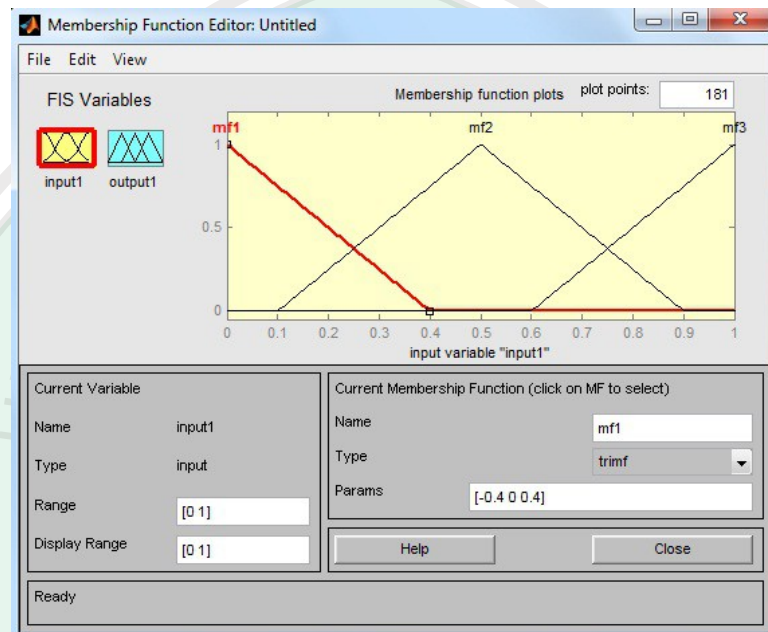 Membership Function Editor: Untitled
File Edit View
FIS Variables
input1 output1
Membership function plots plot points: 181
mf1 mf2 mf3
1
0.5
0
0 0.1 0.2 0.3 0.4 0.5 0.6 0.7 0.8 0.9 1
input variable "input1"
Current Variable
Name input1
Type input
Range [0 1]
Display Range [0 1]
Current Membership Function (click on MF to select)
Name mf1
Type trimf
Params [-0.4 0 0.4]
Help Close
Ready